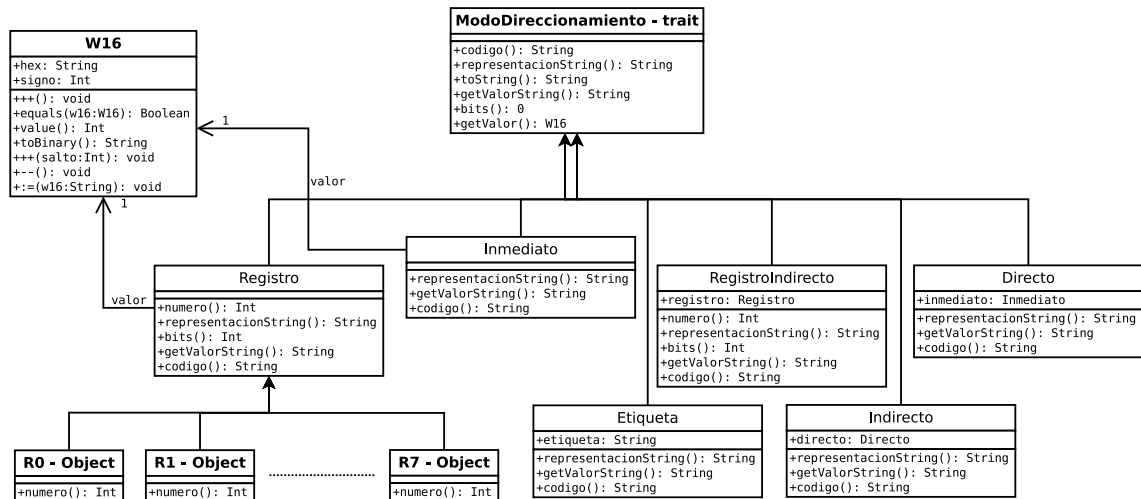 ModoDireccionamiento - trait
+codigo(): String
+representacionString(): String
+toString(): String
+getValorString(): String
+bits(): 0
+getValor(): W16
W16
+hex: String
+signo: Int
+++(): void
+equals(w16:W16): Boolean
+value(): Int
+toBinary(): String
+++(salto:Int): void
+--(): void
+:=(w16:String): void
1
valor
1
valor
Registro
+numero(): Int
+representacionString(): String
+bits(): Int
+getValorString(): String
+codigo(): String
Inmediato
+representacionString(): String
+getValorString(): String
+codigo(): String
RegistroIndirecto
+registro: Registro
+numero(): Int
+representacionString(): String
+bits(): Int
+getValorString(): String
+codigo(): String
Directo
+inmediato: Inmediato
+representacionString(): String
+getValorString(): String
+codigo(): String
Etiqueta
+etiqueta: String
+representacionString(): String
+getValorString(): String
+codigo(): String
Indirecto
+directo: Directo
+representacionString(): String
+getValorString(): String
+codigo(): String
R0 - Object
+numero(): Int
R1 - Object
+numero(): Int
R7 - Object
+numero(): Int